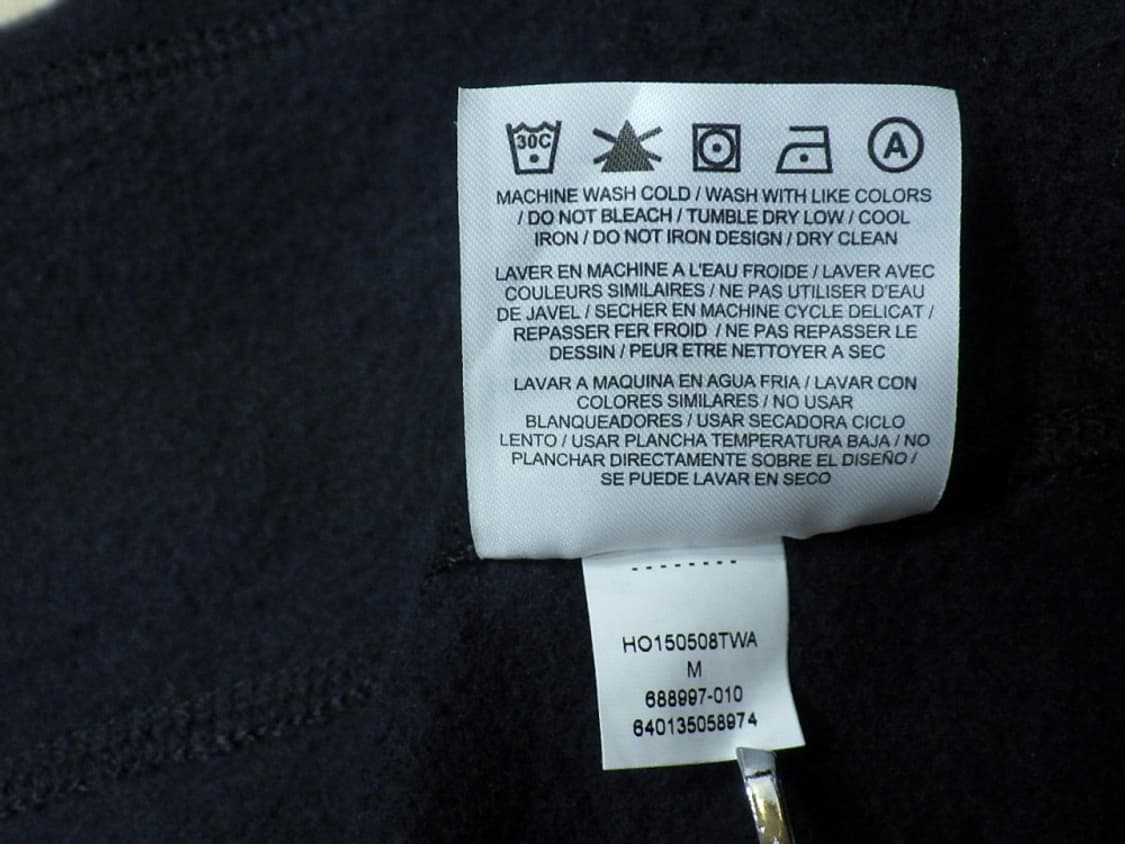 30C
A
MACHINE WASH COLD / WASH WITH LIKE COLORS
/ DO NOT BLEACH / TUMBLE DRY LOW / COOL
IRON / DO NOT IRON DESIGN / DRY CLEAN
LAVER EN MACHINE A L'EAU FROIDE / LAVER AVEC
COULEURS SIMILAIRES / NE PAS UTILISER D'EAU
DE JAVEL / SECHER EN MACHINE CYCLE DELICAT /
REPASSER FER FROID / NE PAS REPASSER LE
DESSIN / PEUR ETRE NETTOYER A SEC
LAVAR A MAQUINA EN AGUA FRIA / LAVAR CON
COLORES SIMILARES / NO USAR
BLANQUEADORES / USAR SECADORA CICLO
LENTO / USAR PLANCHA TEMPERATURA BAJA / NO
PLANCHAR DIRECTAMENTE SOBRE EL DISEÑO /
SE PUEDE LAVAR EN SECO
HO150508TWA
M
688997-010
640135058974